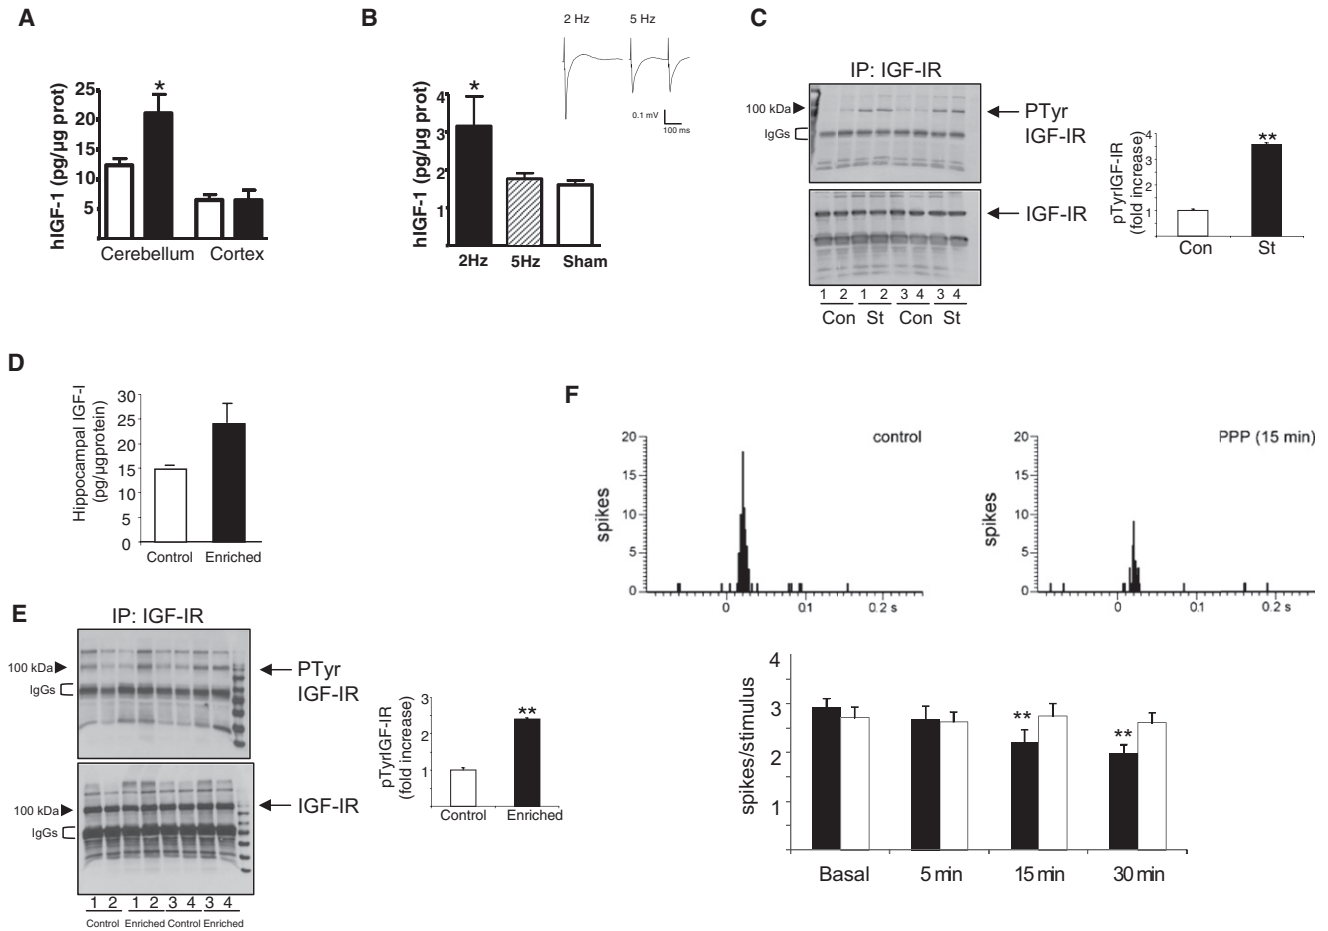 A
hIGF-1 (pg/µg prot)
25
20
15
10
5
*
Cerebellum Cortex
B
hIGF-1 (pg/µg prot)
4
3
2
1
*
2Hz 5Hz Sham
2 Hz 5 Hz
0.1 mV
100 ms
C
IP: IGF-IR
100 kDa
IgGs
PTyr
IGF-IR
IGF-IR
1 2 1 2 3 4 3 4
Con St Con St
pTyrIGF-IR
(fold increase)
4
3
2
1
**
Con St
D
Hippocampal IGF-I
(pg/µgprotein)
30
25
20
15
10
5
0
Control Enriched
E
IP: IGF-IR
100 kDa
IgGs
PTyr
IGF-IR
100 kDa
IgGs
IGF-IR
1 2 1 2 3 4 3 4
Control Enriched Control Enriched
pTyrIGF-IR
(fold increase)
3
2
1
**
Control Enriched
F
spikes
20
15
10
5
0
control
0 0.1 0.2 s
spikes
20
15
10
5
0
PPP (15 min)
0 0.1 0.2 s
spikes/stimulus
4
3
2
1
**
**
Basal 5 min 15 min 30 min